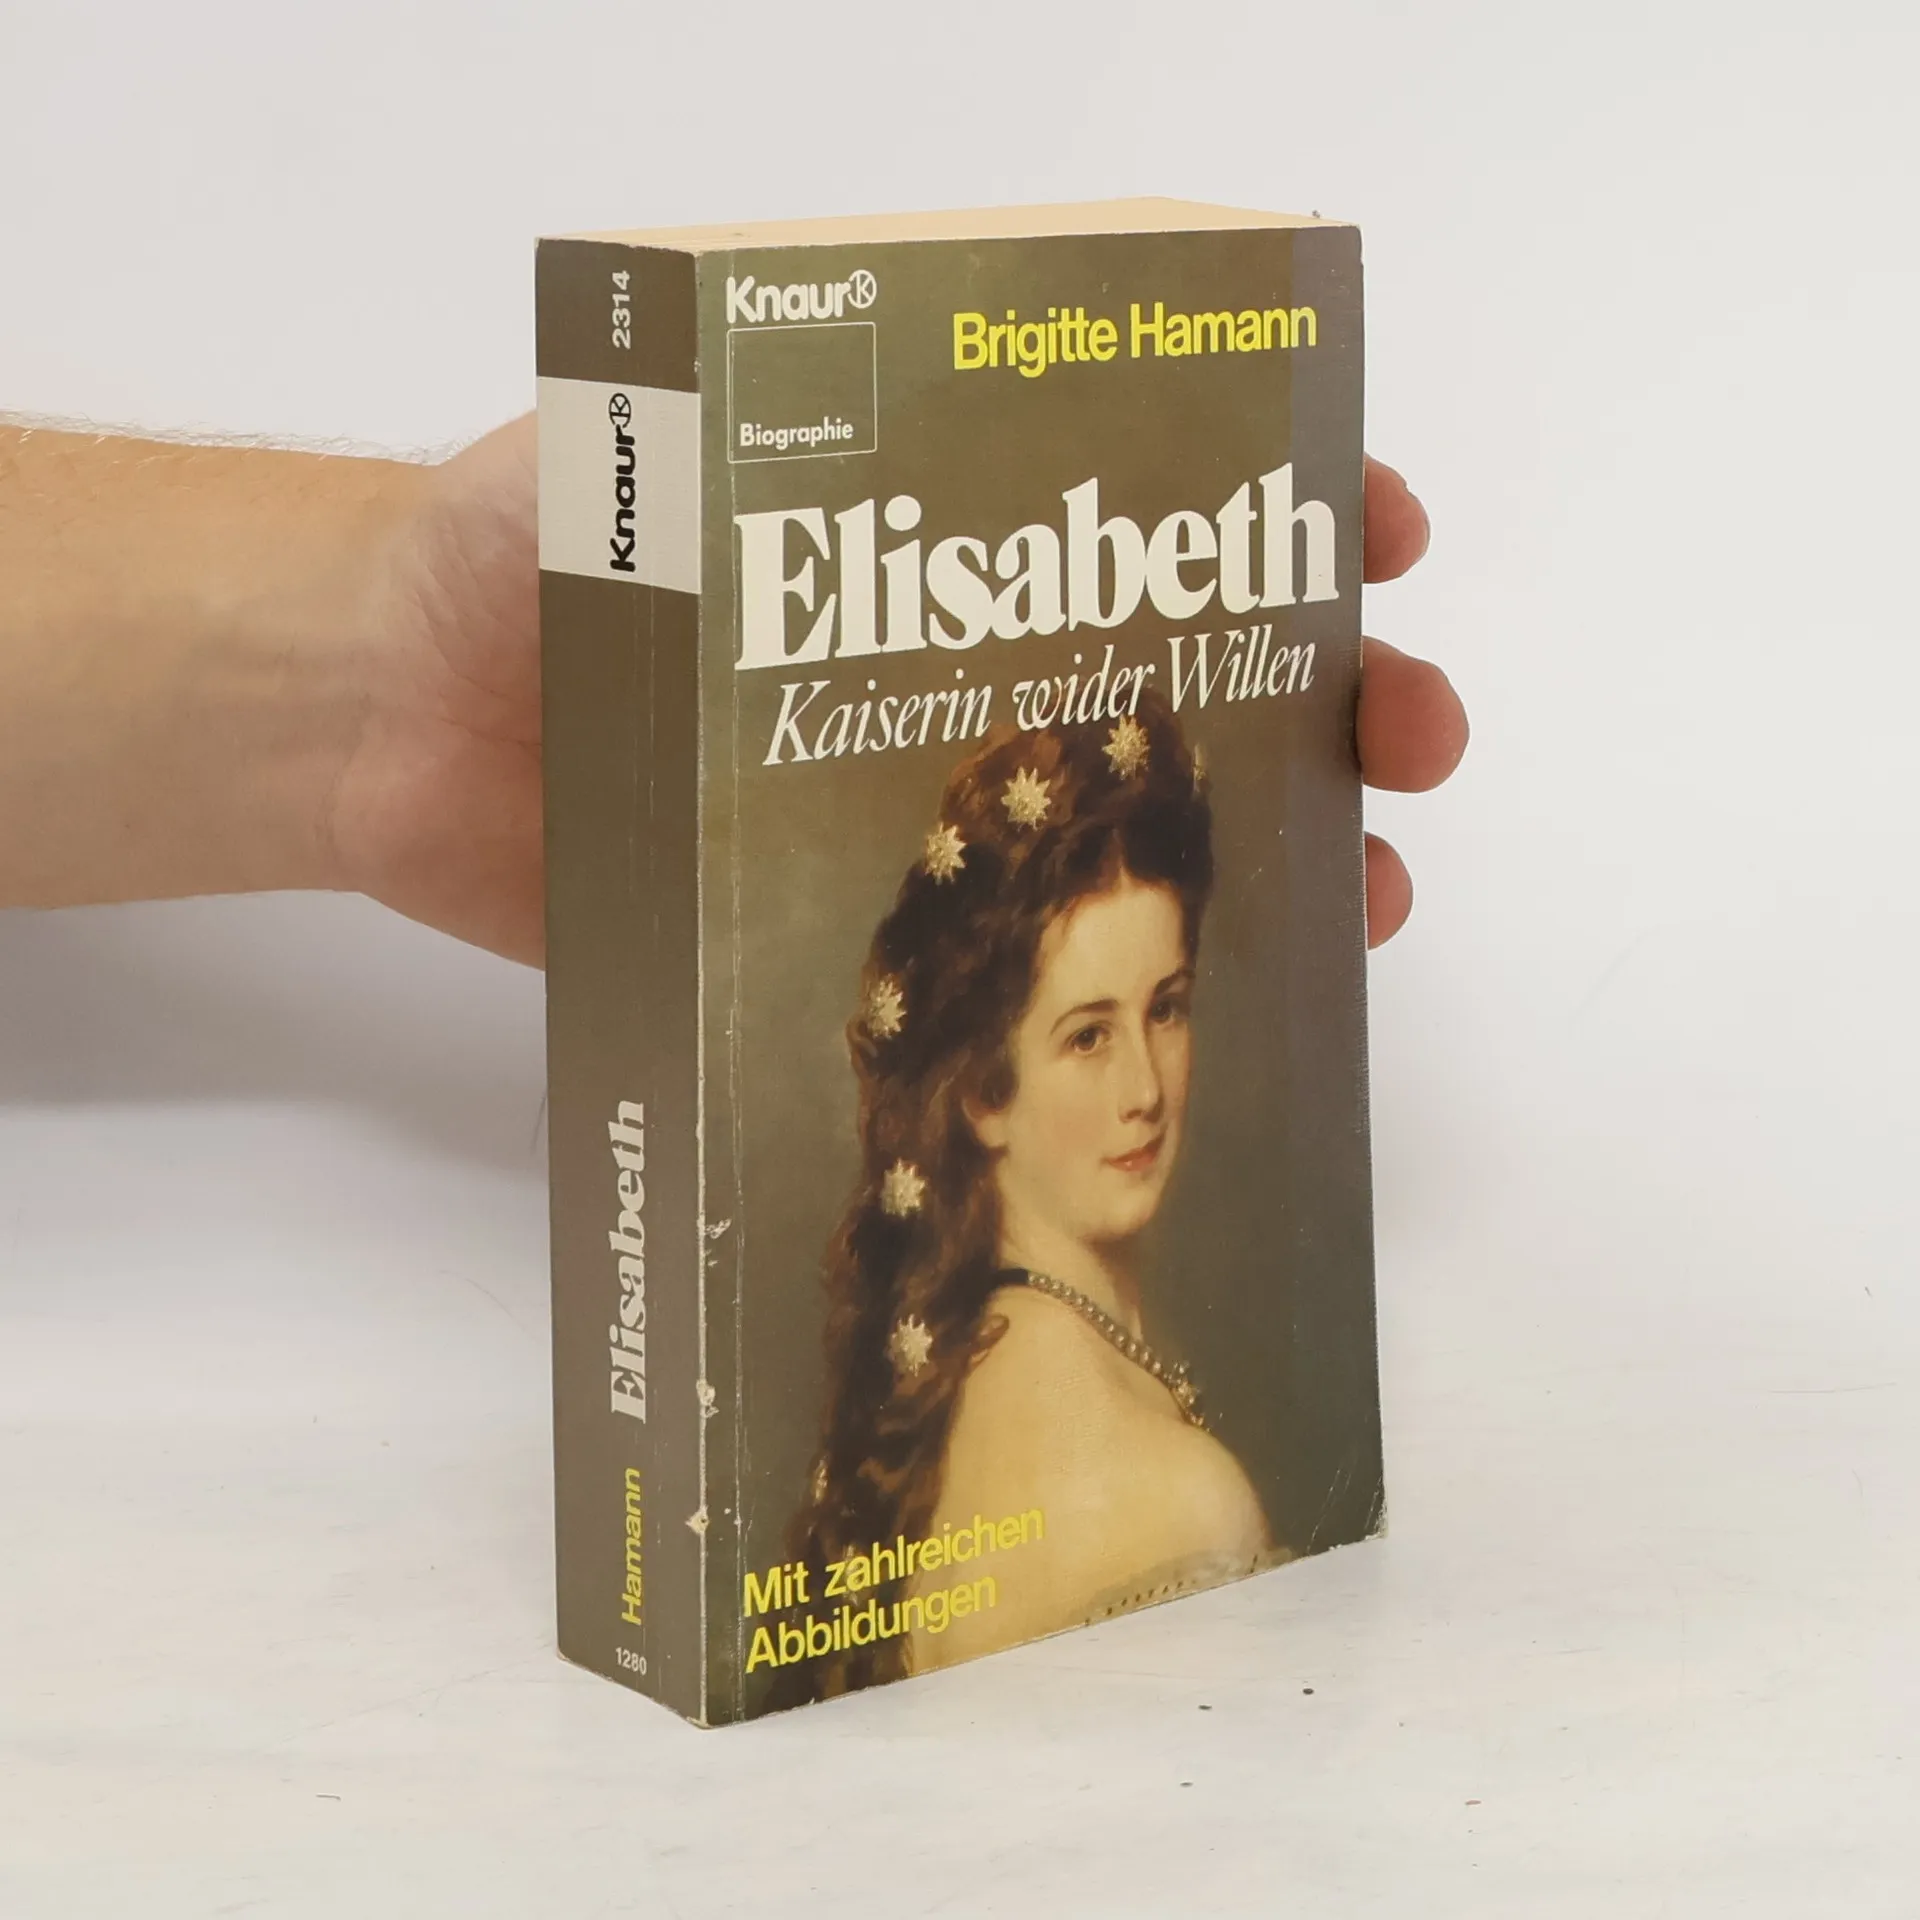 2314
Knaur
Elisabeth
Hamann
1280
Knaur
Biographie
Brigitte Hamann
Elisabeth
Kaiserin wider Willen
Mit zahlreichen
Abbildungen